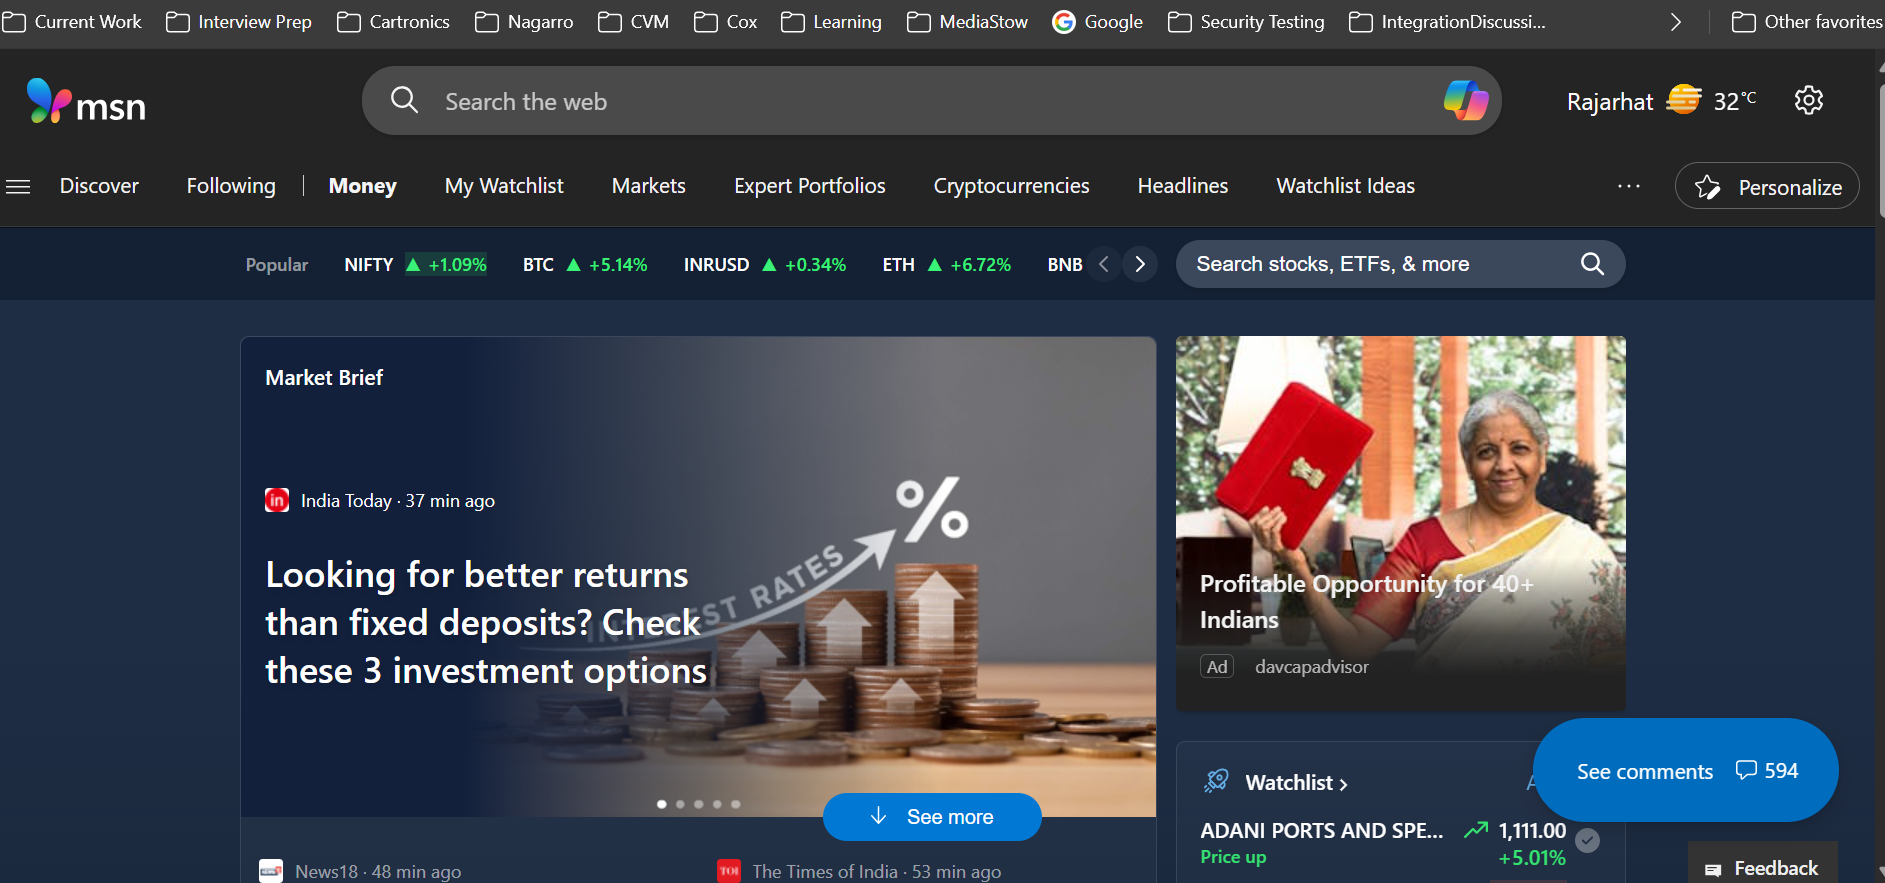 Current Work Interview Prep Cartronics Nagarro CVM Cox Learning MediaStow Google Security Testing IntegrationDiscussi... Other favorites
msn
Search the web
Rajarhat 32°C
Discover Following Money My Watchlist Markets Expert Portfolios Cryptocurrencies Headlines Watchlist Ideas ... Personalize
Popular NIFTY +1.09% BTC +5.14% INRUSD +0.34% ETH +6.72% BNB
Search stocks, ETFs, & more
Market Brief
in India Today · 37 min ago
Looking for better returns
than fixed deposits? Check
these 3 investment options
INTEREST RATES
%
See more
News18 · 48 min ago
TOI The Times of India · 53 min ago
Profitable Opportunity for 40+
Indians
Ad davcapadvisor
Watchlist >
See comments 594
ADANI PORTS AND SPE... 1,111.00
Price up +5.01%
Feedback